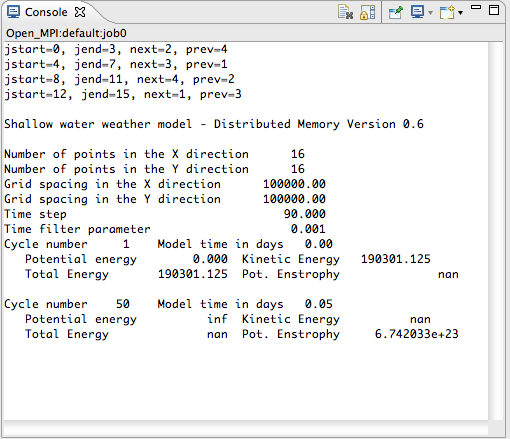 Console
Open_MPI:default:job0
jstart=0, jend=3, next=2, prev=4
jstart=4, jend=7, next=3, prev=1
jstart=8, jend=11, next=4, prev=2
jstart=12, jend=15, next=1, prev=3
Shallow water weather model - Distributed Memory Version 0.6
Number of points in the X direction 16
Number of points in the Y direction 16
Grid spacing in the X direction 100000.00
Grid spacing in the Y direction 100000.00
Time step 90.000
Time filter parameter 0.001
Cycle number 1 Model time in days 0.00
Potential energy 0.000 Kinetic Energy 190301.125
Total Energy 190301.125 Pot. Enstrophy nan
Cycle number 50 Model time in days 0.05
Potential energy inf Kinetic Energy nan
Total Energy nan Pot. Enstrophy 6.742033e+23